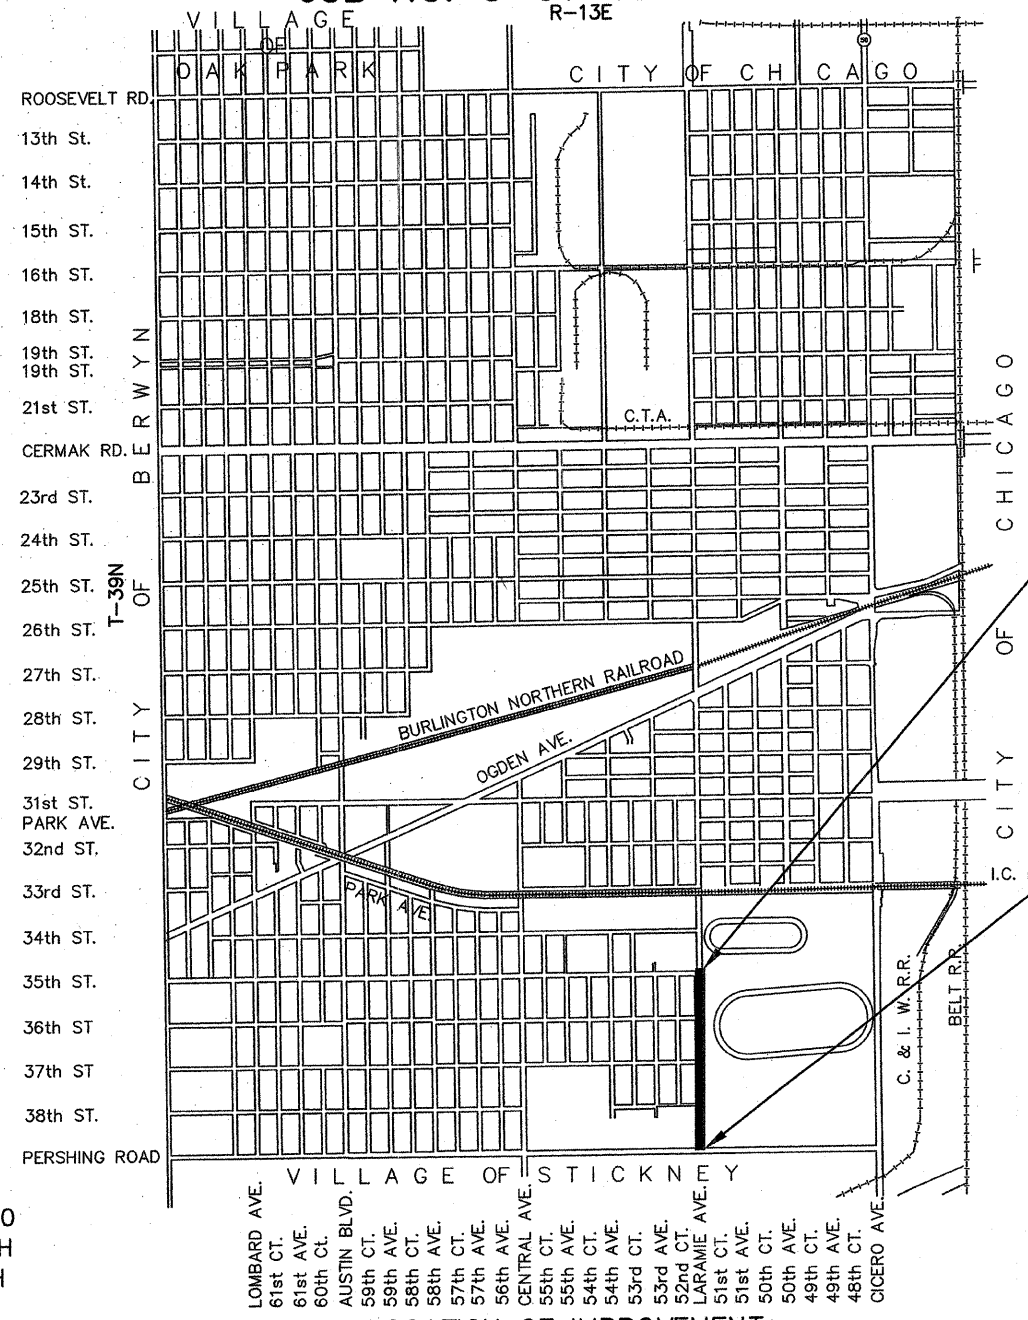 R-13E
VILLAGE
OF
OAK PARK
CITY OF CHICAGO
50
ROOSEVELT RD.
13th St.
14th St.
15th ST.
16th ST.
18th ST.
19th ST.
19th ST.
21st ST.
C.T.A.
CERMAK RD.
23rd ST.
24th ST.
25th ST.
26th ST.
27th ST.
28th ST.
29th ST.
31st ST.
PARK AVE.
32nd ST.
33rd ST.
34th ST.
35th ST.
36th ST
37th ST
38th ST.
PERSHING ROAD
T-39N
CITY OF BERWYN
CITY OF CHICAGO
BURLINGTON NORTHERN RAILROAD
OGDEN AVE.
PARK AVE.
I.C.
C. & I. W. R.R.
BELT R.R.
VILLAGE OF STICKNEY
LOMBARD AVE.
61st CT.
61st AVE.
60th Ct.
AUSTIN BLVD.
59th CT.
59th AVE.
58th CT.
58th AVE.
57th CT.
57th AVE.
56th AVE.
CENTRAL AVE.
55th CT.
55th AVE.
54th CT.
54th AVE.
53rd CT.
53rd AVE.
52nd CT.
LARAMIE AVE.
51st CT.
51st AVE.
50th CT.
50th AVE.
49th CT.
49th AVE.
48th CT.
CICERO AVE.
O
H
H